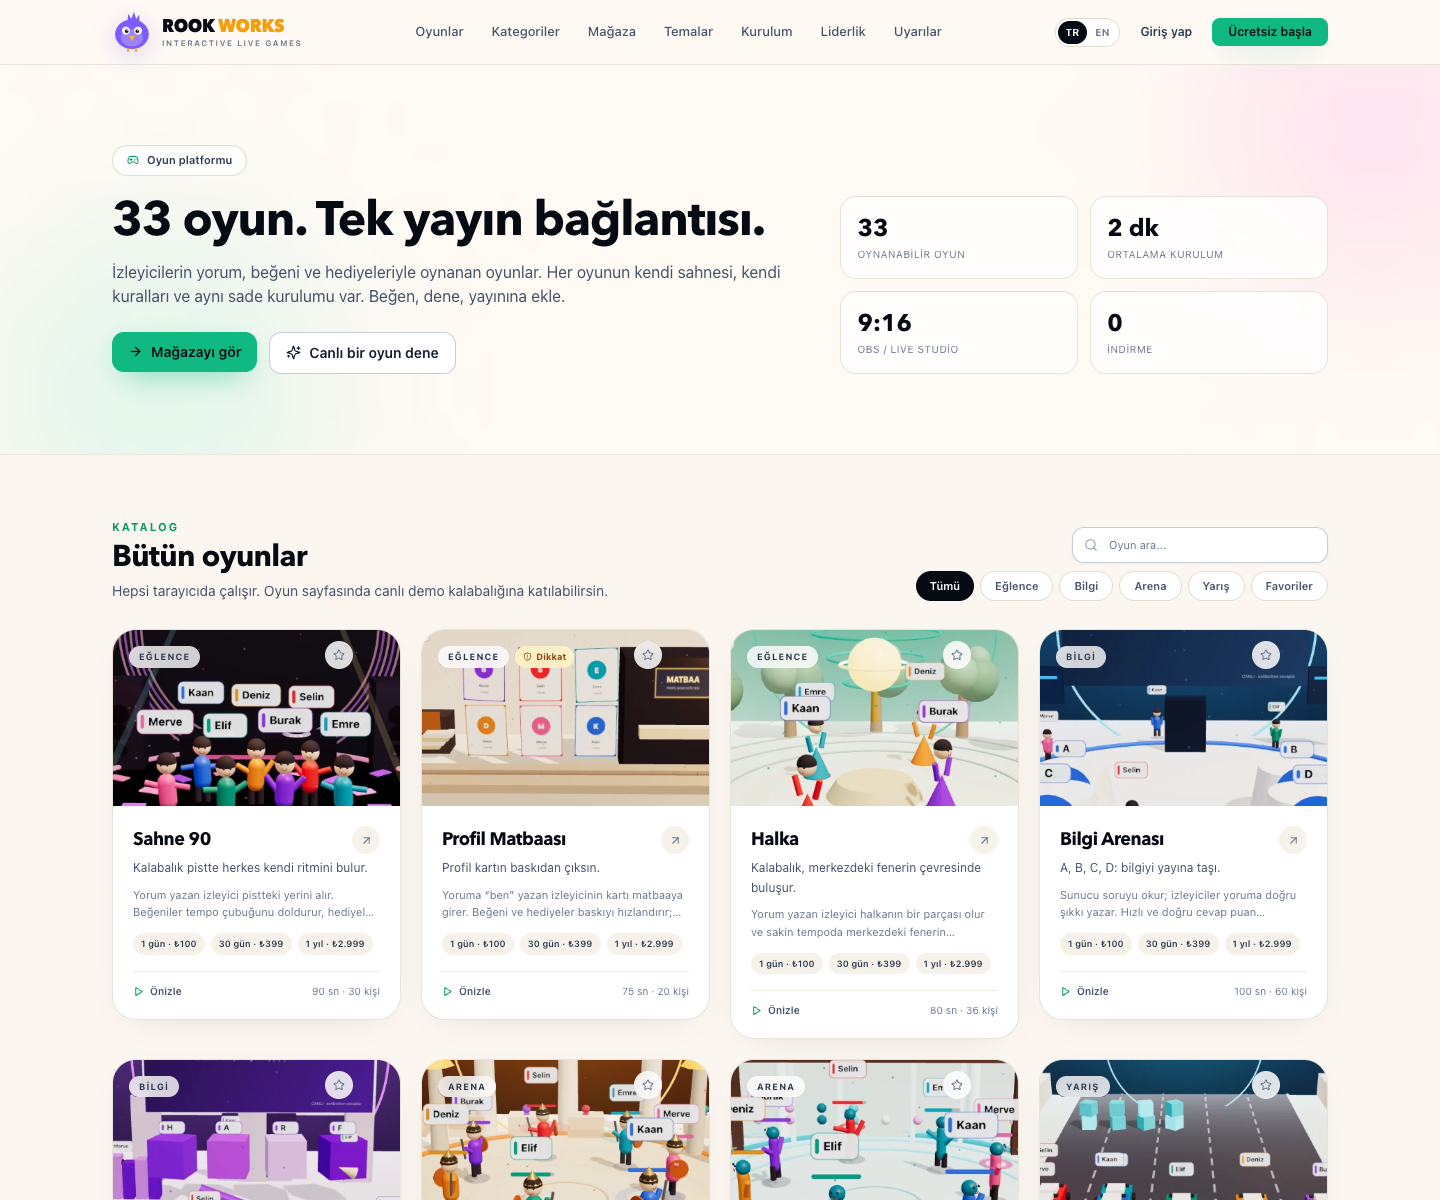 ROOK WORKS
INTERACTIVE LIVE GAMES
Oyunlar
Kategoriler
Mağaza
Temalar
Kurulum
Liderlik
Uyarılar
TR
EN
Giriş yap
Ücretsiz başla
Oyun platformu
33 oyun. Tek yayın bağlantısı.
İzleyicilerin yorum, beğeni ve hediyeleriyle oynanan oyunlar. Her oyunun kendi sahnesi, kendi
kuralları ve aynı sade kurulumu var. Beğen, dene, yayınına ekle.
Mağazayı gör
Canlı bir oyun dene
33
OYNANABİLİR OYUN
2 dk
ORTALAMA KURULUM
9:16
OBS / LIVE STUDIO
0
İNDİRME
KATALOG
Bütün oyunlar
Hepsi tarayıcıda çalışır. Oyun sayfasında canlı demo kalabalığına katılabilirsin.
Oyun ara...
Tümü
Eğlence
Bilgi
Arena
Yarış
Favoriler
EĞLENCE
Kaan
Deniz
Selin
Merve
Elif
Burak
Emre
Sahne 90
Kalabalık pistte herkes kendi ritmini bulur.
Yorum yazan izleyici pistteki yerini alır.
Beğeniler tempo çubuğunu doldurur, hediyel...
1 gün · ₺100
30 gün · ₺399
1 yıl · ₺2.999
Önizle
90 sn · 30 kişi
EĞLENCE
Dikkat
MATBAA
D
M
K
Profil Matbaası
Profil kartın baskıdan çıksın.
Yoruma “ben” yazan izleyicinin kartı matbaaya
girer. Beğeni ve hediyeler baskıyı hızlandırır;...
1 gün · ₺100
30 gün · ₺399
1 yıl · ₺2.999
Önizle
75 sn · 20 kişi
EĞLENCE
Deniz
Emre
Kaan
Burak
Halka
Kalabalık, merkezdeki fenerin çevresinde
buluşur.
Yorum yazan izleyici halkanın bir parçası olur
ve sakin tempoda merkezdeki fenerin...
1 gün · ₺100
30 gün · ₺399
1 yıl · ₺2.999
Önizle
80 sn · 36 kişi
BİLGİ
A
B
C
D
Selin
Bilgi Arenası
A, B, C, D: bilgiyi yayına taşı.
Sunucu soruyu okur; izleyiciler yoruma doğru
şıkkı yazar. Hızlı ve doğru cevap puan...
1 gün · ₺100
30 gün · ₺399
1 yıl · ₺2.999
Önizle
100 sn · 60 kişi
BİLGİ
H
A
R
F
Elif
Selin
ARENA
Selin
Emre
Burak
Deniz
Merve
Kaan
Elif
ARENA
Selin
Merve
Kaan
Elif
YARIŞ
Selin
Kaan
Elif
Deniz